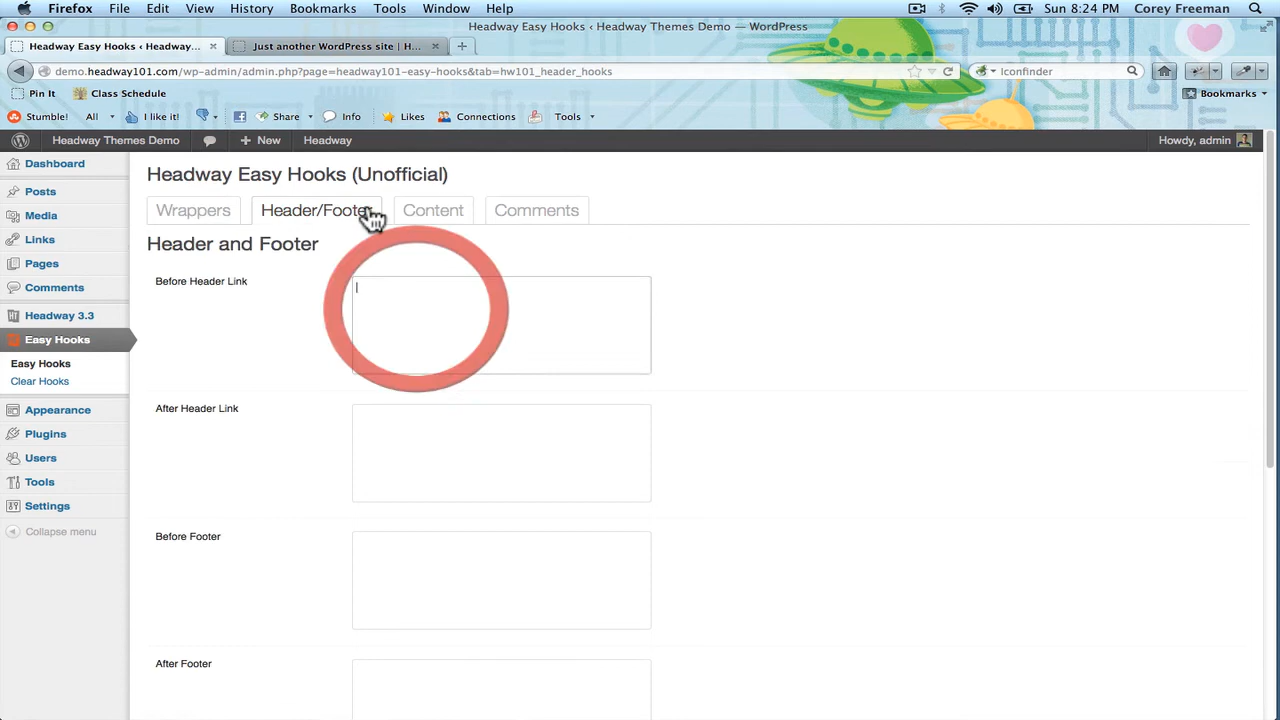 Firefox File Edit View History Bookmarks Tools Window Help Sun 8:24 PM Corey Freeman
Headway Easy Hooks ‹ Headway Themes Demo — WordPress
Headway Easy Hooks ‹ Headway... Just another WordPress site | H...
demo.headway101.com/wp-admin/admin.php?page=headway101-easy-hooks&tab=hw101_header_hooks Iconfinder
Pin It Class Schedule Bookmarks
Stumble! All I like it! Share Info Likes Connections Tools
Headway Themes Demo New Headway Howdy, admin
Dashboard
Posts
Media
Links
Pages
Comments
Headway 3.3
Easy Hooks
Easy Hooks
Clear Hooks
Appearance
Plugins
Users
Tools
Settings
Collapse menu
Headway Easy Hooks (Unofficial)
Wrappers Header/Footer Content Comments
Header and Footer
Before Header Link
After Header Link
Before Footer
After Footer